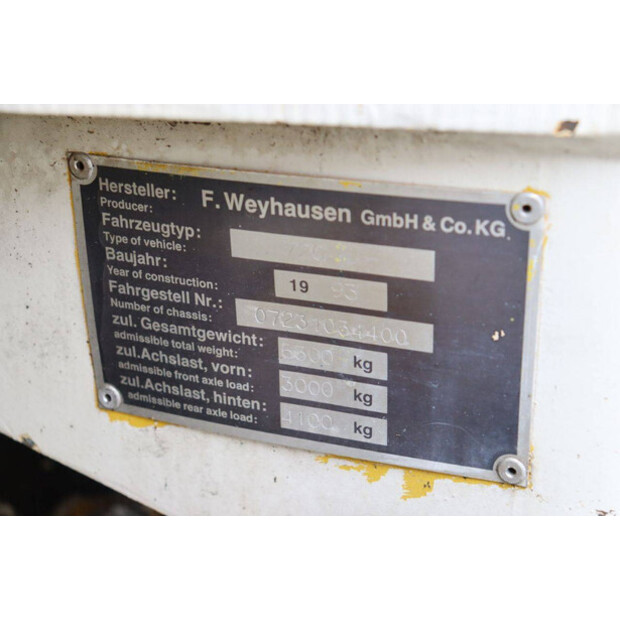 Hersteller: F. Weyhausen GmbH & Co. KG.
Producer:
Fahrzeugtyp:
Type of vehicle:
Baujahr: 19 93
Year of construction:
Fahrgestell Nr.:
Number of chassis:
zul. Gesamtgewicht: kg
admissible total weight:
zul.Achslast, vorn: 3000 kg
admissible front axle load:
zul.Achslast, hinten: 4100 kg
admissible rear axle load: